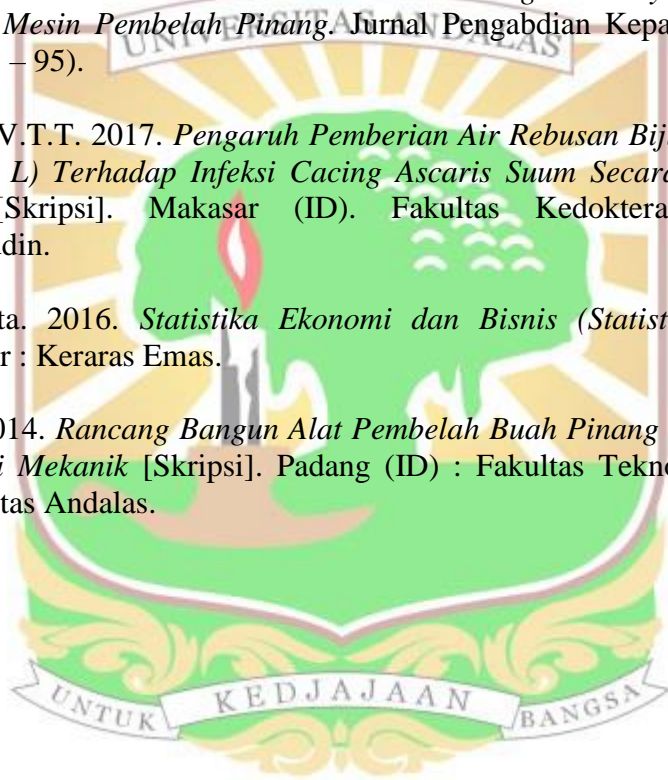 Mesin Pembelah Pinang. Jurnal Pengabdian Kepa
UNIVERSITAS ANDALAS
– 95).
V.T.T. 2017. Pengaruh Pemberian Air Rebusan Bij
L) Terhadap Infeksi Cacing Ascaris Suum Secara
[Skripsi]. Makasar (ID). Fakultas Kedoktera
din.
ta. 2016. Statistika Ekonomi dan Bisnis (Statist
r : Keraras Emas.
014. Rancang Bangun Alat Pembelah Buah Pinang
i Mekanik [Skripsi]. Padang (ID) : Fakultas Tekno
tas Andalas.
UNTUK KEDJAJAAN BANGSA